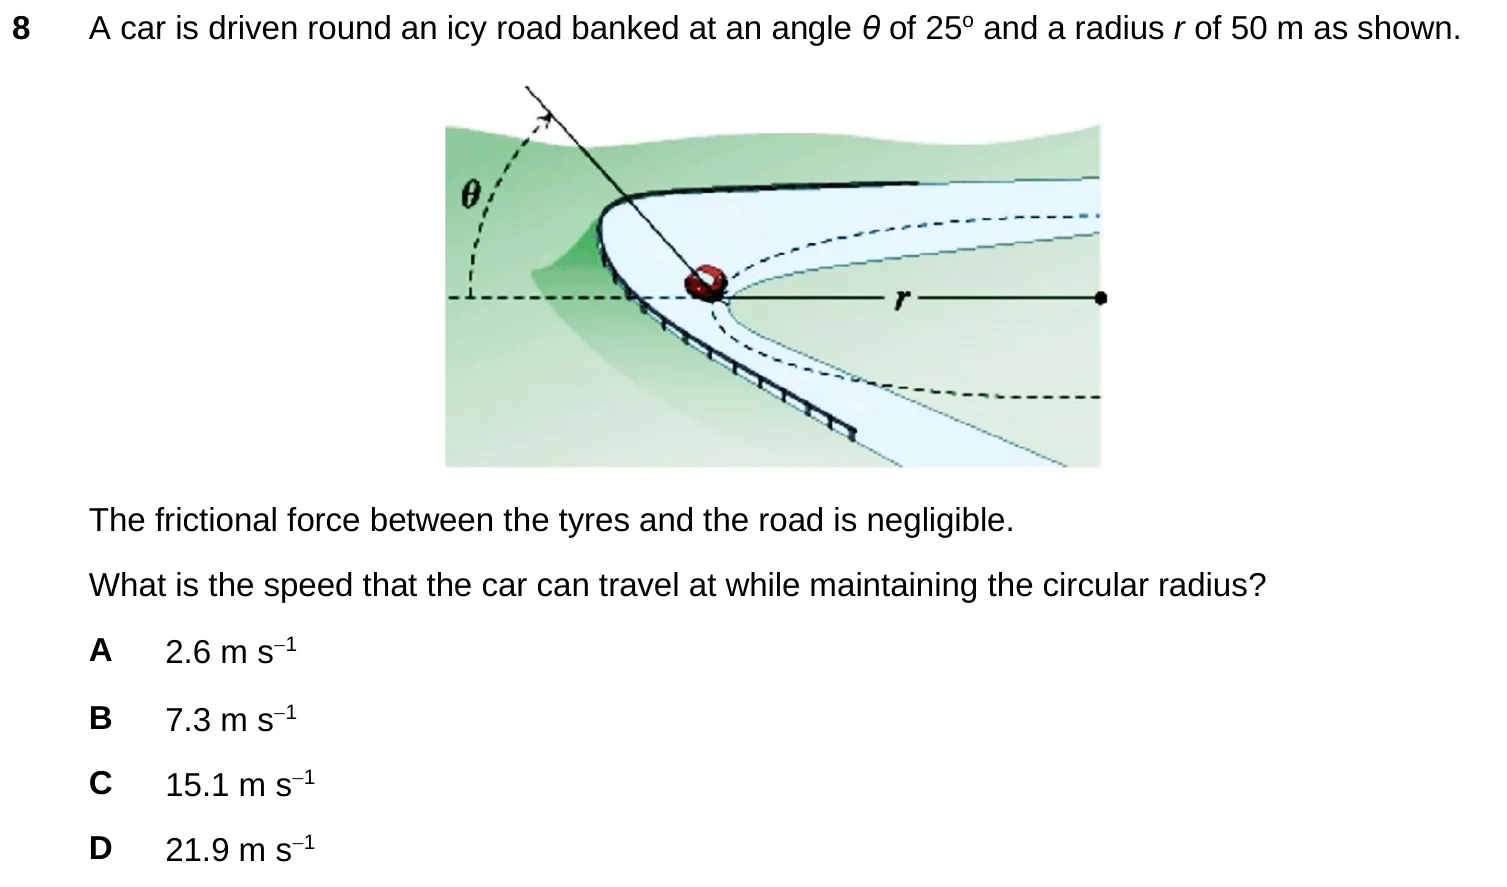 8 A car is driven round an icy road banked at an angle θ of 25º and a radius r of 50 m as shown.
θ
r
The frictional force between the tyres and the road is negligible.
What is the speed that the car can travel at while maintaining the circular radius?
A 2.6 m s⁻¹
B 7.3 m s⁻¹
C 15.1 m s⁻¹
D 21.9 m s⁻¹